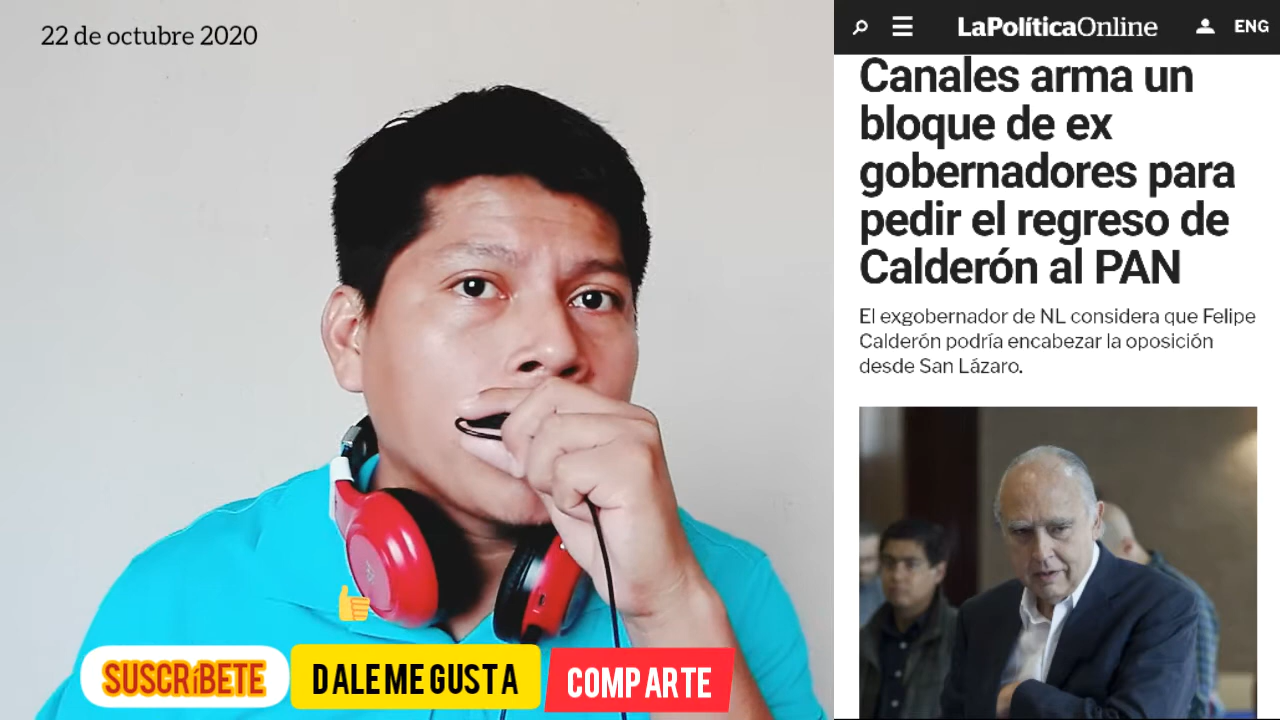 22 de octubre 2020
LaPolíticaOnline
ENG
Canales arma un
bloque de ex
gobernadores para
pedir el regreso de
Calderón al PAN
El exgobernador de NL considera que Felipe
Calderón podría encabezar la oposición
desde San Lázaro.
SUSCRíBETE
DALE ME GUSTA
COMPARTE